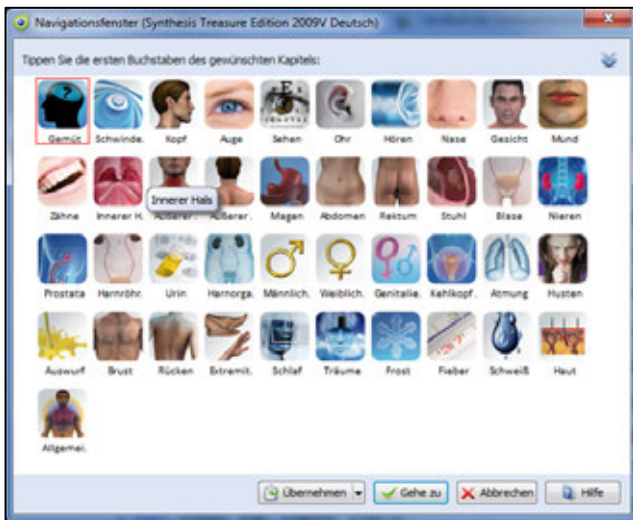 Navigationsfenster (Synthesis Treasure Edition 2009V Deutsch)
Tippen Sie die ersten Buchstaben des gewünschten Kapitels:
Gemüt Schwinde. Kopf Auge Sehen Ohr Hören Nase Gesicht Mund
Zähne Innerer H. Äußerer . Äußerer . Magen Abdomen Rektum Stuhl Blase Nieren
Innerer Hals
Prostata Harnröhr. Urin Harnorga. Männlich. Weiblich. Genitalie. Kehlkopf. Atmung Husten
Auswurf Brust Rücken Extremit. Schlaf Träume Frost Fieber Schweiß Haut
Allgemei.
Übernehmen Gehe zu Abbrechen Hilfe